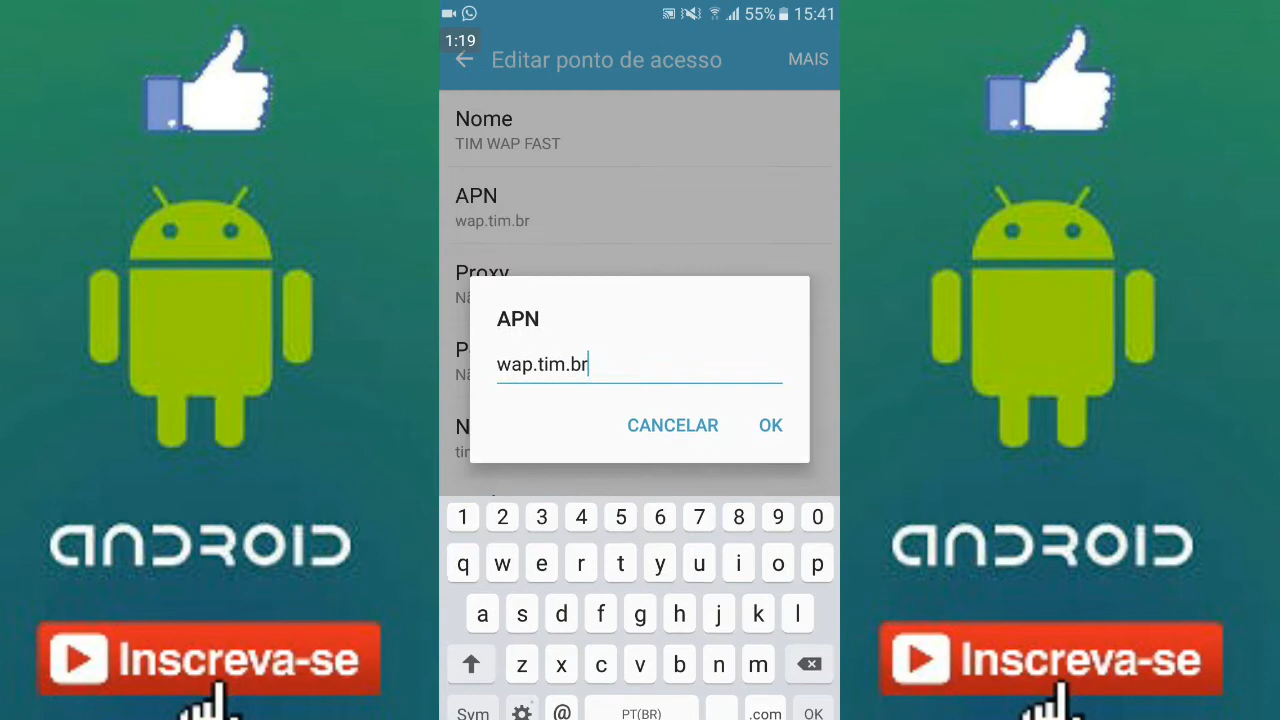 55% 15:41
1:19
Editar ponto de acesso MAIS
Nome
TIM WAP FAST
APN
wap.tim.br
Proxy
APN
wap.tim.br
CANCELAR OK
1 2 3 4 5 6 7 8 9 0
q w e r t y u i o p
a s d f g h j k l
z x c v b n m
Sym @ PT(BR) .com OK
ANDROID
Inscreva-se
ANDROID
Inscreva-se